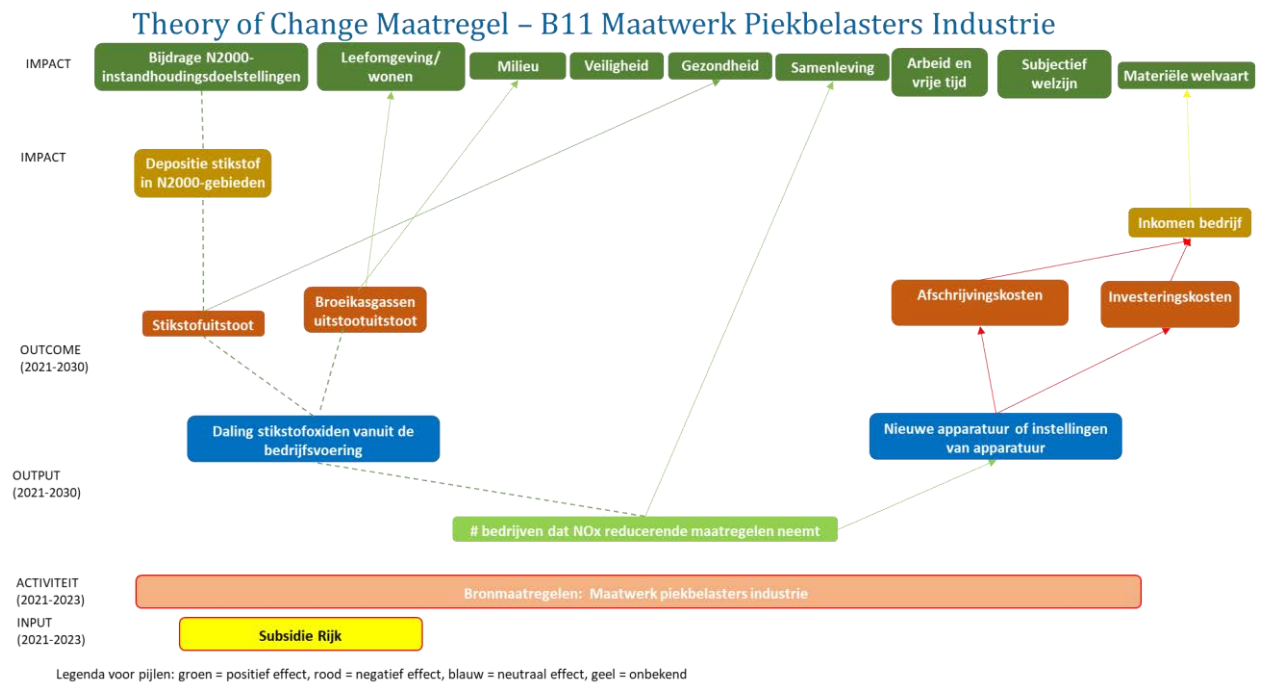 Theory of Change Maatregel – B11 Maatwerk Piekbelasters Industrie
IMPACT
Bijdrage N2000-
instandhoudingsdoelstellingen
Leefomgeving/
wonen
Milieu
Veiligheid
Gezondheid
Samenleving
Arbeid en
vrije tijd
Subjectief
welzijn
Materiële welvaart
IMPACT
Depositie stikstof
in N2000-gebieden
Inkomen bedrijf
Stikstofuitstoot
Broeikasgassen
uitstootuitstoot
Afschrijvingskosten
Investeringskosten
OUTCOME
(2021-2030)
Daling stikstofoxiden vanuit de
bedrijfsvoering
Nieuwe apparatuur of instellingen
van apparatuur
OUTPUT
(2021-2030)
# bedrijven dat NOx reducerende maatregelen neemt
ACTIVITEIT
(2021-2023)
Bronmaatregelen: Maatwerk piekbelasters industrie
INPUT
(2021-2023)
Subsidie Rijk
Legenda voor pijlen: groen = positief effect, rood = negatief effect, blauw = neutraal effect, geel = onbekend